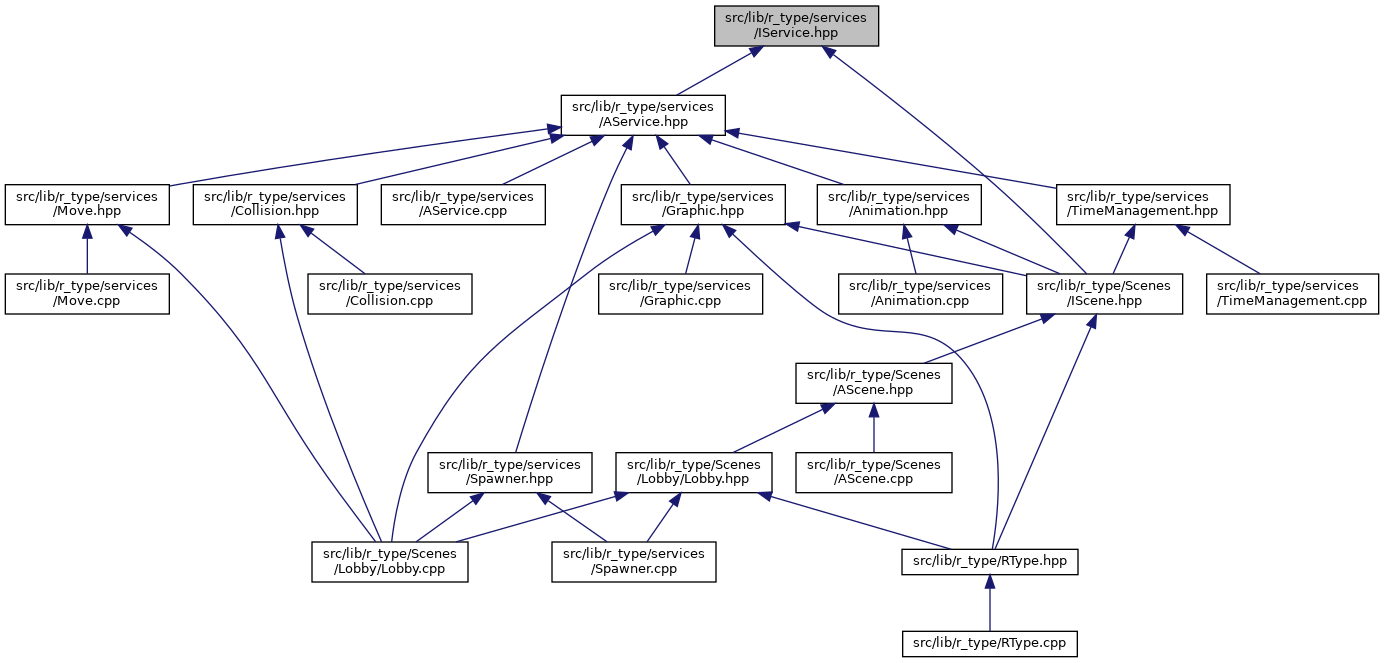 src/lib/r_type/services
/IService.hpp
src/lib/r_type/services
/AService.hpp
src/lib/r_type/services
/Move.hpp
src/lib/r_type/services
/Collision.hpp
src/lib/r_type/services
/AService.cpp
src/lib/r_type/services
/Graphic.hpp
src/lib/r_type/services
/Animation.hpp
src/lib/r_type/services
/TimeManagement.hpp
src/lib/r_type/services
/Move.cpp
src/lib/r_type/services
/Collision.cpp
src/lib/r_type/services
/Graphic.cpp
src/lib/r_type/services
/Animation.cpp
src/lib/r_type/Scenes
/IScene.hpp
src/lib/r_type/services
/TimeManagement.cpp
src/lib/r_type/Scenes
/AScene.hpp
src/lib/r_type/services
/Spawner.hpp
src/lib/r_type/Scenes
/Lobby/Lobby.hpp
src/lib/r_type/Scenes
/AScene.cpp
src/lib/r_type/Scenes
/Lobby/Lobby.cpp
src/lib/r_type/services
/Spawner.cpp
src/lib/r_type/RType.hpp
src/lib/r_type/RType.cpp